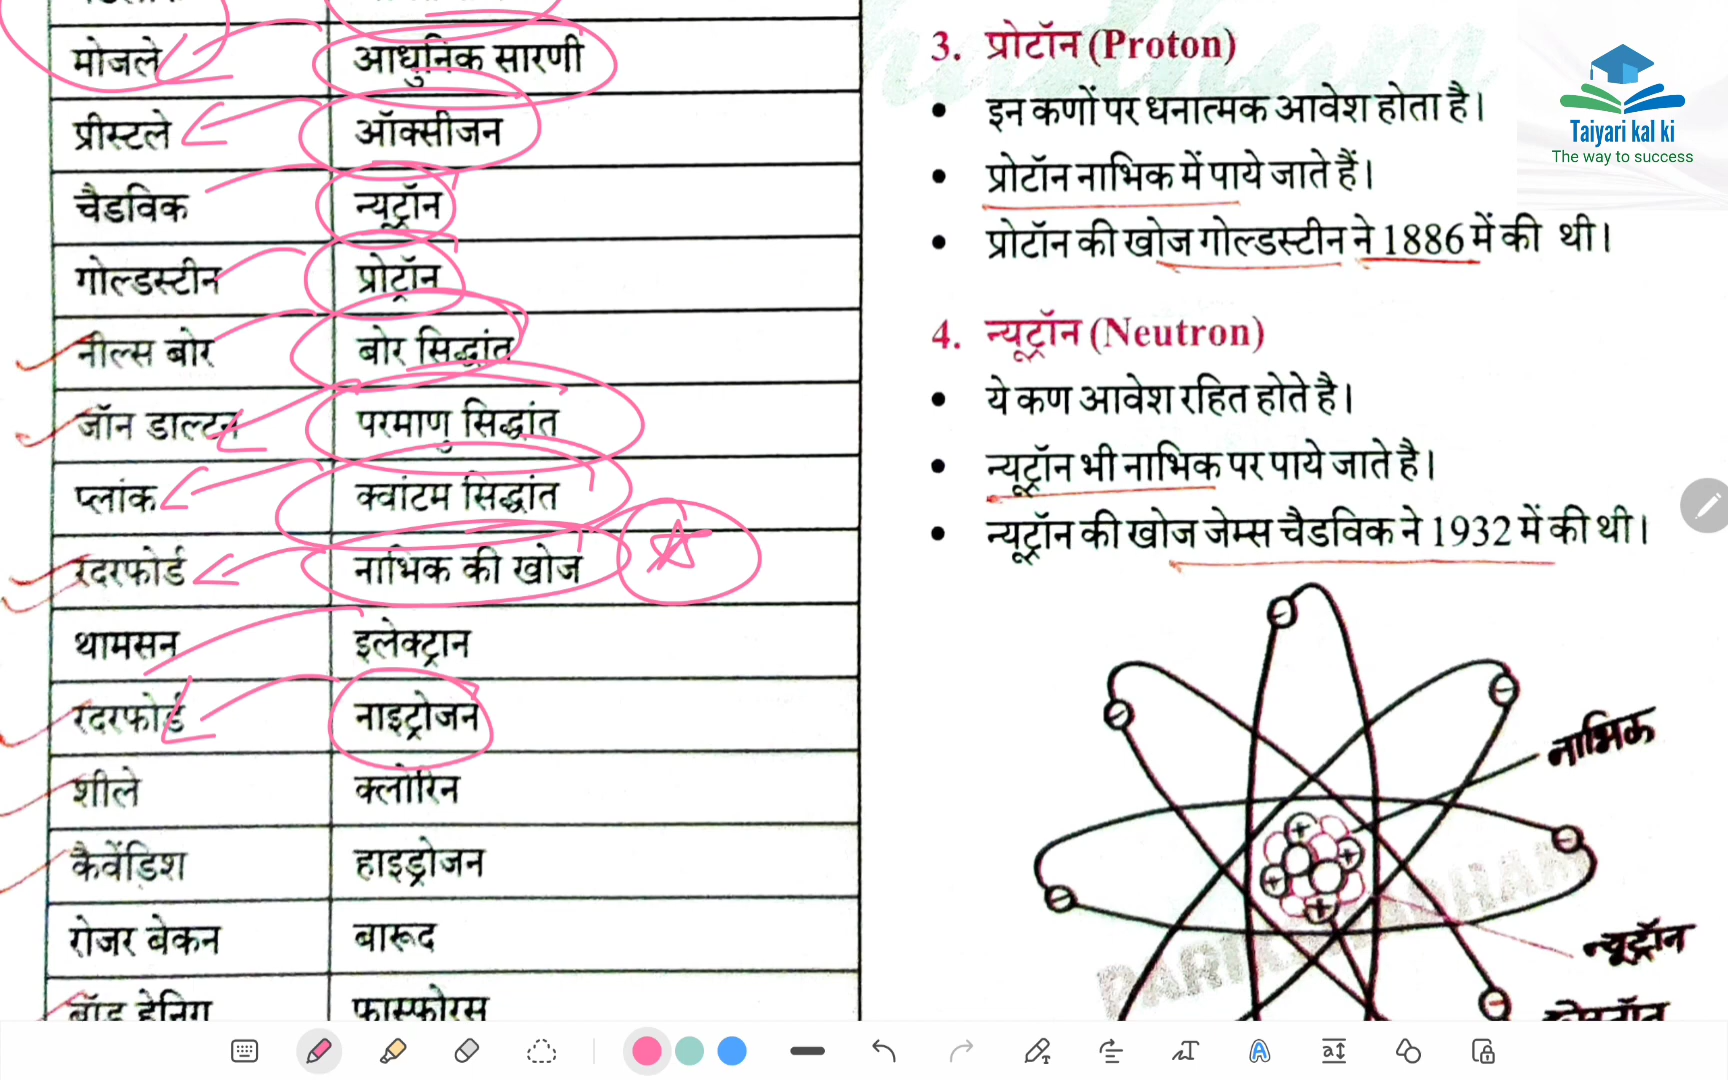 मोजले आधुनिक सारणी
प्रीस्टले ऑक्सीजन
चैडविक न्यूट्रॉन
गोल्डस्टीन प्रोट्रॉन
नील्स बोर बोर सिद्धांत
जॉन डाल्टन परमाणु सिद्धांत
प्लांक क्वांटम सिद्धांत
रदरफोर्ड नाभिक की खोज
थामसन इलेक्ट्रान
रदरफोर्ड नाइट्रोजन
शीले क्लोरिन
कैवेंडिश हाइड्रोजन
रोजर बेकन बारूद
ब्रांड हेनिग फास्फोरस
3. प्रोटॉन (Proton)
• इन कणों पर धनात्मक आवेश होता है।
• प्रोटॉन नाभिक में पाये जाते हैं।
• प्रोटॉन की खोज गोल्डस्टीन ने 1886 में की थी।
4. न्यूट्रॉन (Neutron)
• ये कण आवेश रहित होते है।
• न्यूट्रॉन भी नाभिक पर पाये जाते है।
• न्यूट्रॉन की खोज जेम्स चैडविक ने 1932 में की थी।
नाभिक
न्यूट्रॉन
Taiyari kal ki
The way to success